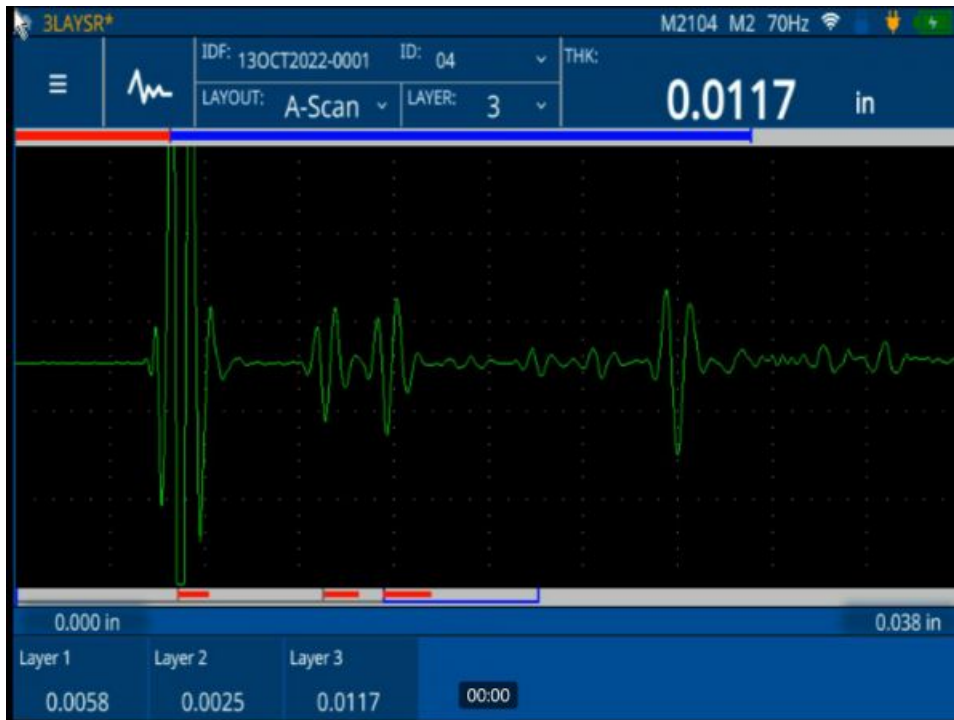 3LAYSR* M2104 M2 70Hz
IDF: 13OCT2022-0001 ID: 04 THK:
LAYOUT: A-Scan LAYER: 3 0.0117 in
0.000 in 0.038 in
Layer 1 Layer 2 Layer 3
0.0058 0.0025 0.0117 00:00